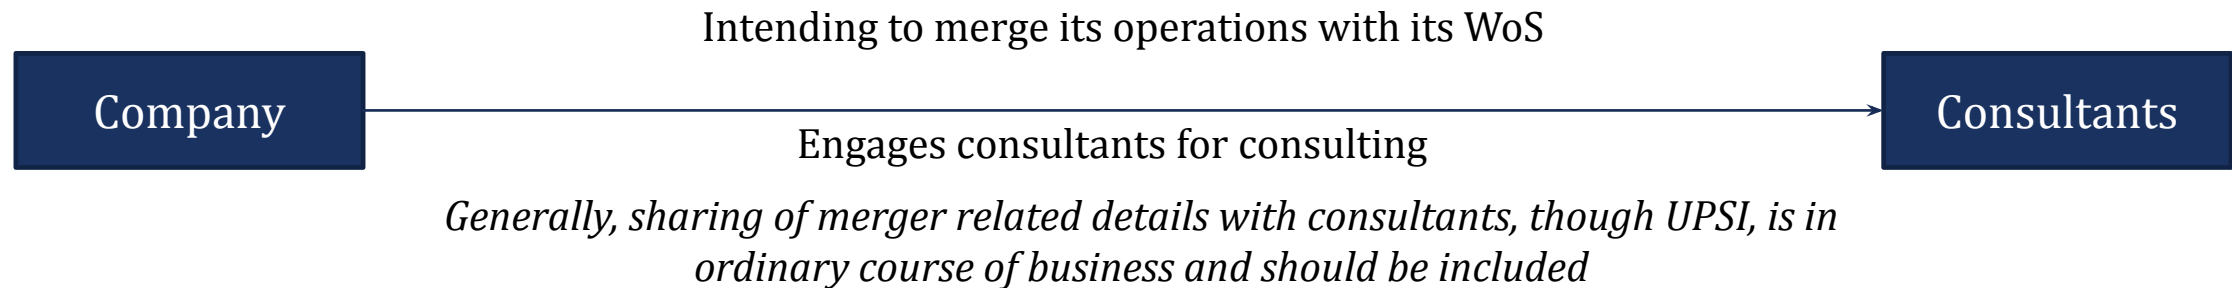 Intending to merge its operations with its WoS
Company
Consultants
Engages consultants for consulting
Generally, sharing of merger related details with consultants, though UPSI, is in
ordinary course of business and should be included